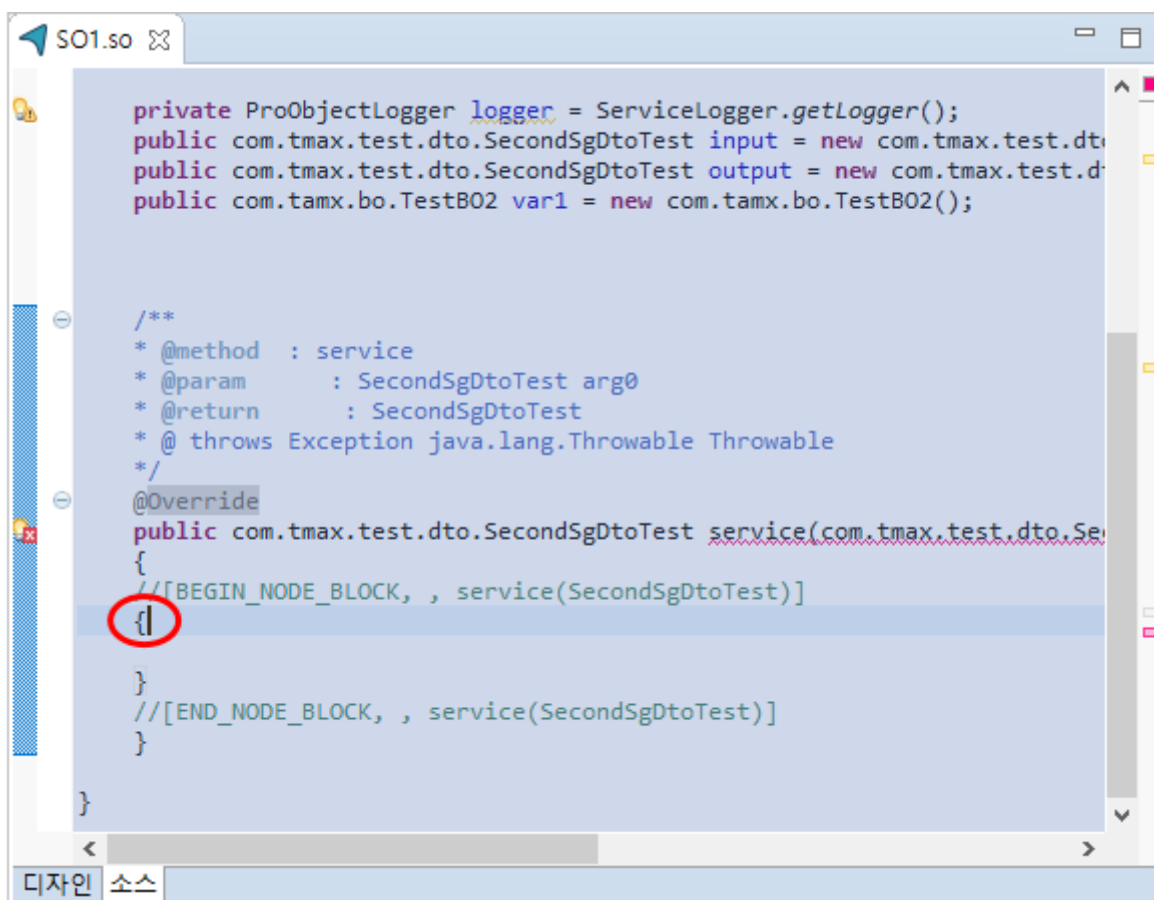 SO1.so
private ProObjectLogger logger = ServiceLogger.getLogger();
public com.tmax.test.dto.SecondSgDtoTest input = new com.tmax.test.dt
public com.tmax.test.dto.SecondSgDtoTest output = new com.tmax.test.d
public com.tamx.bo.TestBO2 var1 = new com.tamx.bo.TestBO2();
/**
* @method : service
* @param : SecondSgDtoTest arg0
* @return : SecondSgDtoTest
* @ throws Exception java.lang.Throwable Throwable
*/
@Override
public com.tmax.test.dto.SecondSgDtoTest service(com.tmax.test.dto.Se
{
//[BEGIN_NODE_BLOCK, , service(SecondSgDtoTest)]
{
}
//[END_NODE_BLOCK, , service(SecondSgDtoTest)]
}
}
디자인 소스